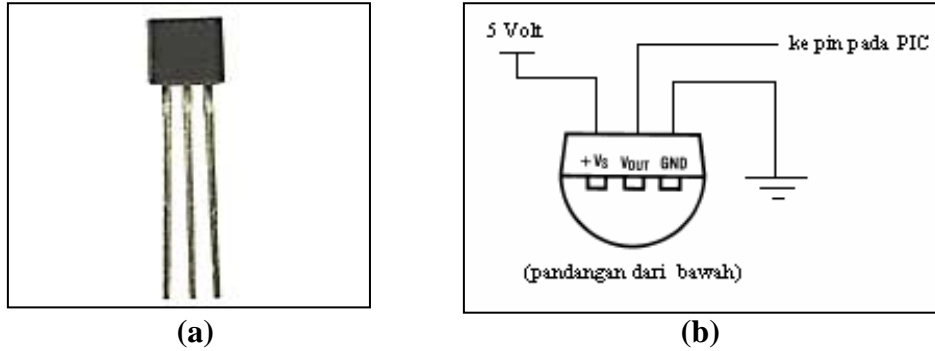 5 Volt
ke pin pada PIC
+VS VOUT GND
(pandangan dari bawah)
(a) (b)